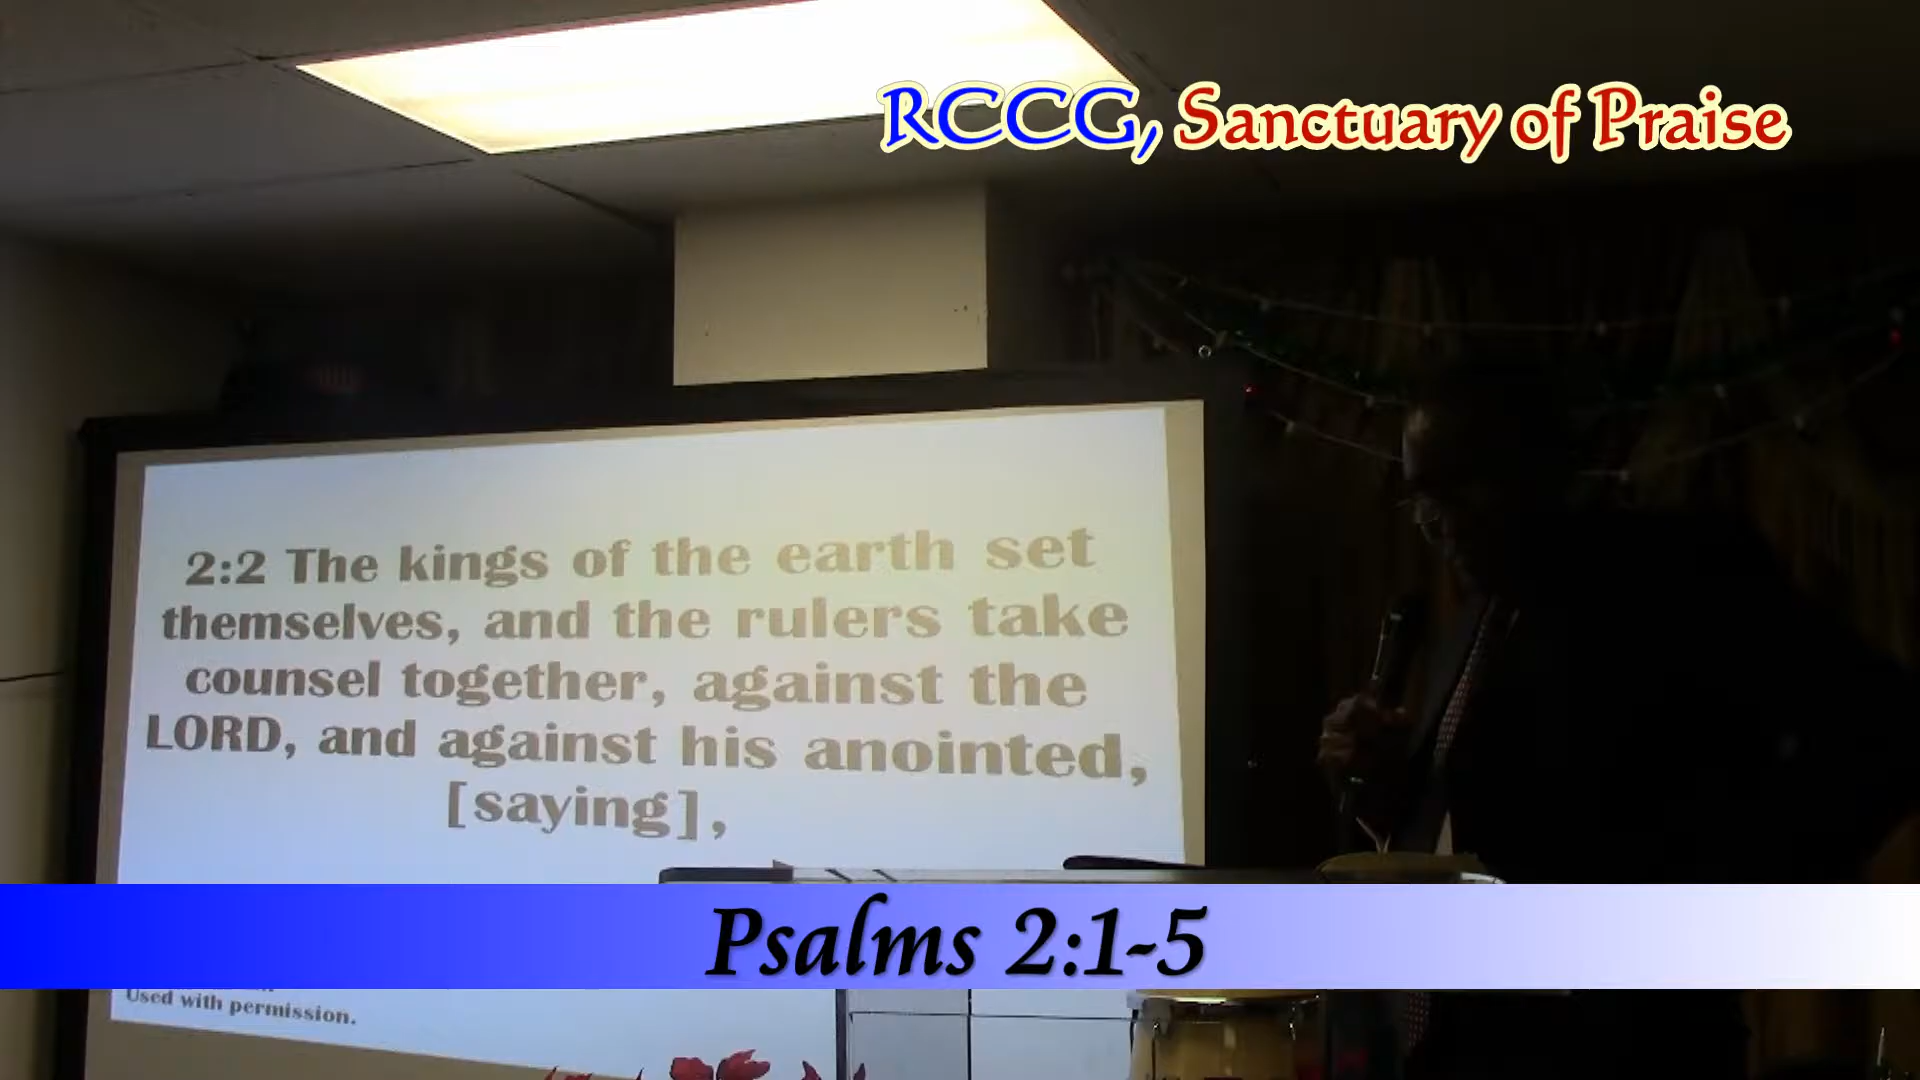 RCCG, Sanctuary of Praise
2:2 The kings of the earth set
themselves, and the rulers take
counsel together, against the
LORD, and against his anointed,
[saying],
Psalms 2:1-5
Used with permission.